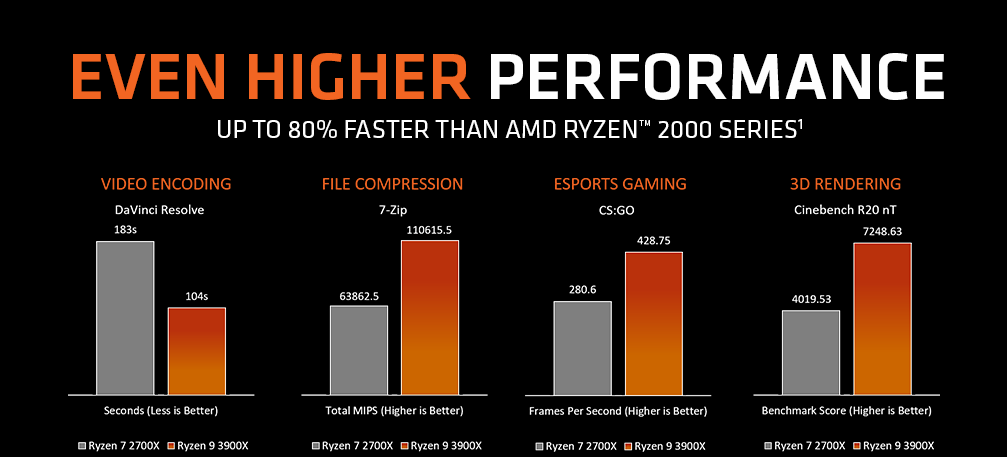 EVEN HIGHER PERFORMANCE
UP TO 80% FASTER THAN AMD RYZEN™ 2000 SERIES¹
VIDEO ENCODING
DaVinci Resolve
183s
104s
Seconds (Less is Better)
Ryzen 7 2700X Ryzen 9 3900X
FILE COMPRESSION
7-Zip
63862.5
110615.5
Total MIPS (Higher is Better)
Ryzen 7 2700X Ryzen 9 3900X
ESPORTS GAMING
CS:GO
280.6
428.75
Frames Per Second (Higher is Better)
Ryzen 7 2700X Ryzen 9 3900X
3D RENDERING
Cinebench R20 nT
4019.53
7248.63
Benchmark Score (Higher is Better)
Ryzen 7 2700X Ryzen 9 3900X